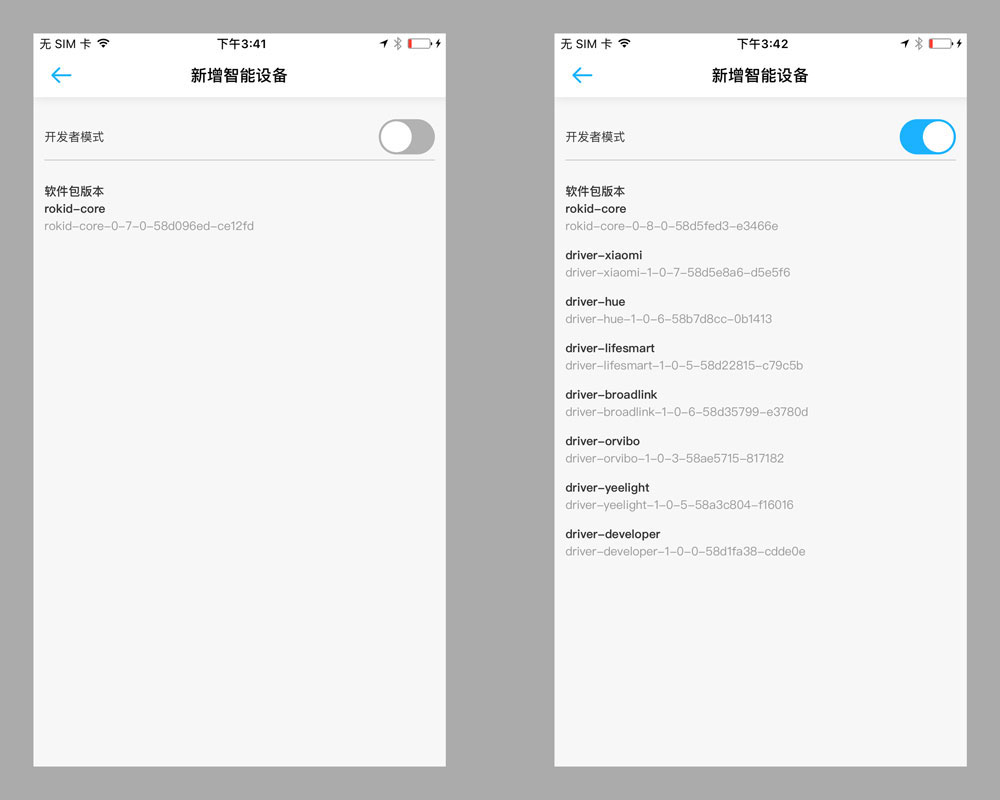 无 SIM 卡 下午3:41
新增智能设备
开发者模式
软件包版本
rokid-core
rokid-core-0-7-0-58d096ed-ce12fd
无 SIM 卡 下午3:42
新增智能设备
开发者模式
软件包版本
rokid-core
rokid-core-0-8-0-58d5fed3-e3466e
driver-xiaomi
driver-xiaomi-1-0-7-58d5e8a6-d5e5f6
driver-hue
driver-hue-1-0-6-58b7d8cc-0b1413
driver-lifesmart
driver-lifesmart-1-0-5-58d22815-c79c5b
driver-broadlink
driver-broadlink-1-0-6-58d35799-e3780d
driver-orvibo
driver-orvibo-1-0-3-58ae5715-817182
driver-yeelight
driver-yeelight-1-0-5-58a3c804-f16016
driver-developer
driver-developer-1-0-0-58d1fa38-cdde0e